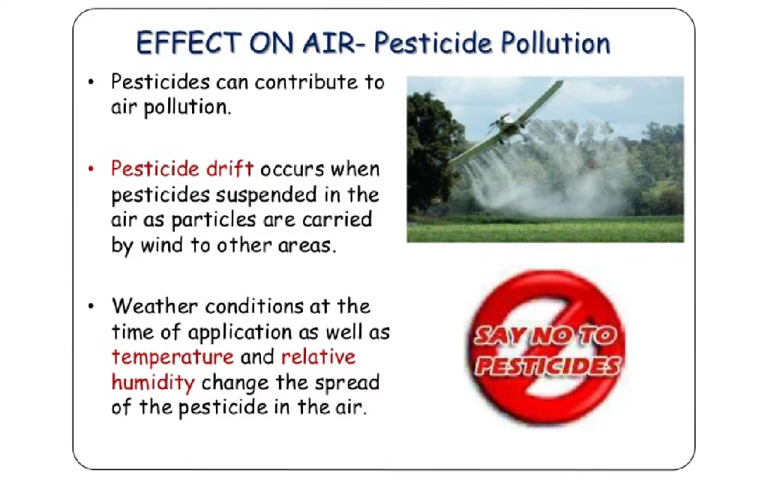 EFFECT ON AIR- Pesticide Pollution
• Pesticides can contribute to
air pollution.
• Pesticide drift occurs when
pesticides suspended in the
air as particles are carried
by wind to other areas.
• Weather conditions at the
time of application as well as
temperature and relative
humidity change the spread
of the pesticide in the air.
SAY NO TO
PESTICIDES